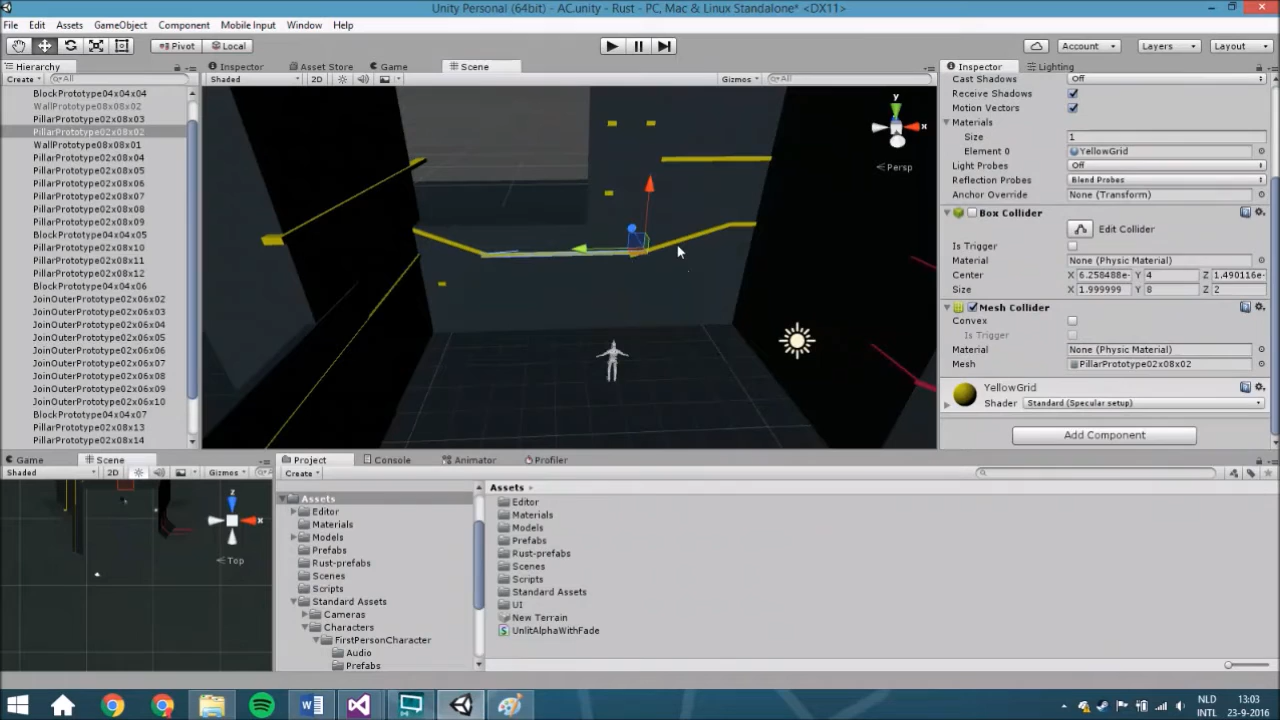 Unity Personal (64bit) - AC.unity - Rust - PC, Mac & Linux Standalone* <DX11>
File Edit Assets GameObject Component Mobile Input Window Help
Pivot Local Account Layers Layout
Hierarchy Inspector Asset Store Game Scene Inspector Lighting
Create All Shaded 2D Gizmos All
Cast Shadows Off
Receive Shadows
Motion Vectors
Materials
Size 1
Element 0 YellowGrid
Light Probes Off
Reflection Probes Blend Probes
Anchor Override None (Transform)
Box Collider
Edit Collider
Is Trigger
Material None (Physic Material)
Center X 6.258488e- Y 4 Z 1.490116e-
Size X 1.999999 Y 8 Z 2
Mesh Collider
Convex
Is Trigger
Material None (Physic Material)
Mesh PillarPrototype02x08x02
YellowGrid
Shader Standard (Specular setup)
Add Component
BlockPrototype04x04x04
WallPrototype08x08x02
PillarPrototype02x08x03
PillarPrototype02x08x02
WallPrototype08x08x01
PillarPrototype02x08x04
PillarPrototype02x08x05
PillarPrototype02x08x06
PillarPrototype02x08x07
PillarPrototype02x08x08
PillarPrototype02x08x09
BlockPrototype04x04x05
PillarPrototype02x08x10
PillarPrototype02x08x11
PillarPrototype02x08x12
BlockPrototype04x04x06
JoinOuterPrototype02x06x02
JoinOuterPrototype02x06x03
JoinOuterPrototype02x06x04
JoinOuterPrototype02x06x05
JoinOuterPrototype02x06x06
JoinOuterPrototype02x06x07
JoinOuterPrototype02x06x08
JoinOuterPrototype02x06x09
JoinOuterPrototype02x06x10
BlockPrototype04x04x07
PillarPrototype02x08x13
PillarPrototype02x08x14
y
x
Persp
Game Scene Project Console Animator Profiler
Shaded 2D Gizmos Create
z
x
Top
Assets
Editor
Materials
Models
Prefabs
Rust-prefabs
Scenes
Scripts
Standard Assets
Cameras
Characters
FirstPersonCharacter
Audio
Prefabs
Assets
Editor
Materials
Models
Prefabs
Rust-prefabs
Scenes
Scripts
Standard Assets
UI
New Terrain
UnlitAlphaWithFade
NLD 13:03
INTL 23-9-2016